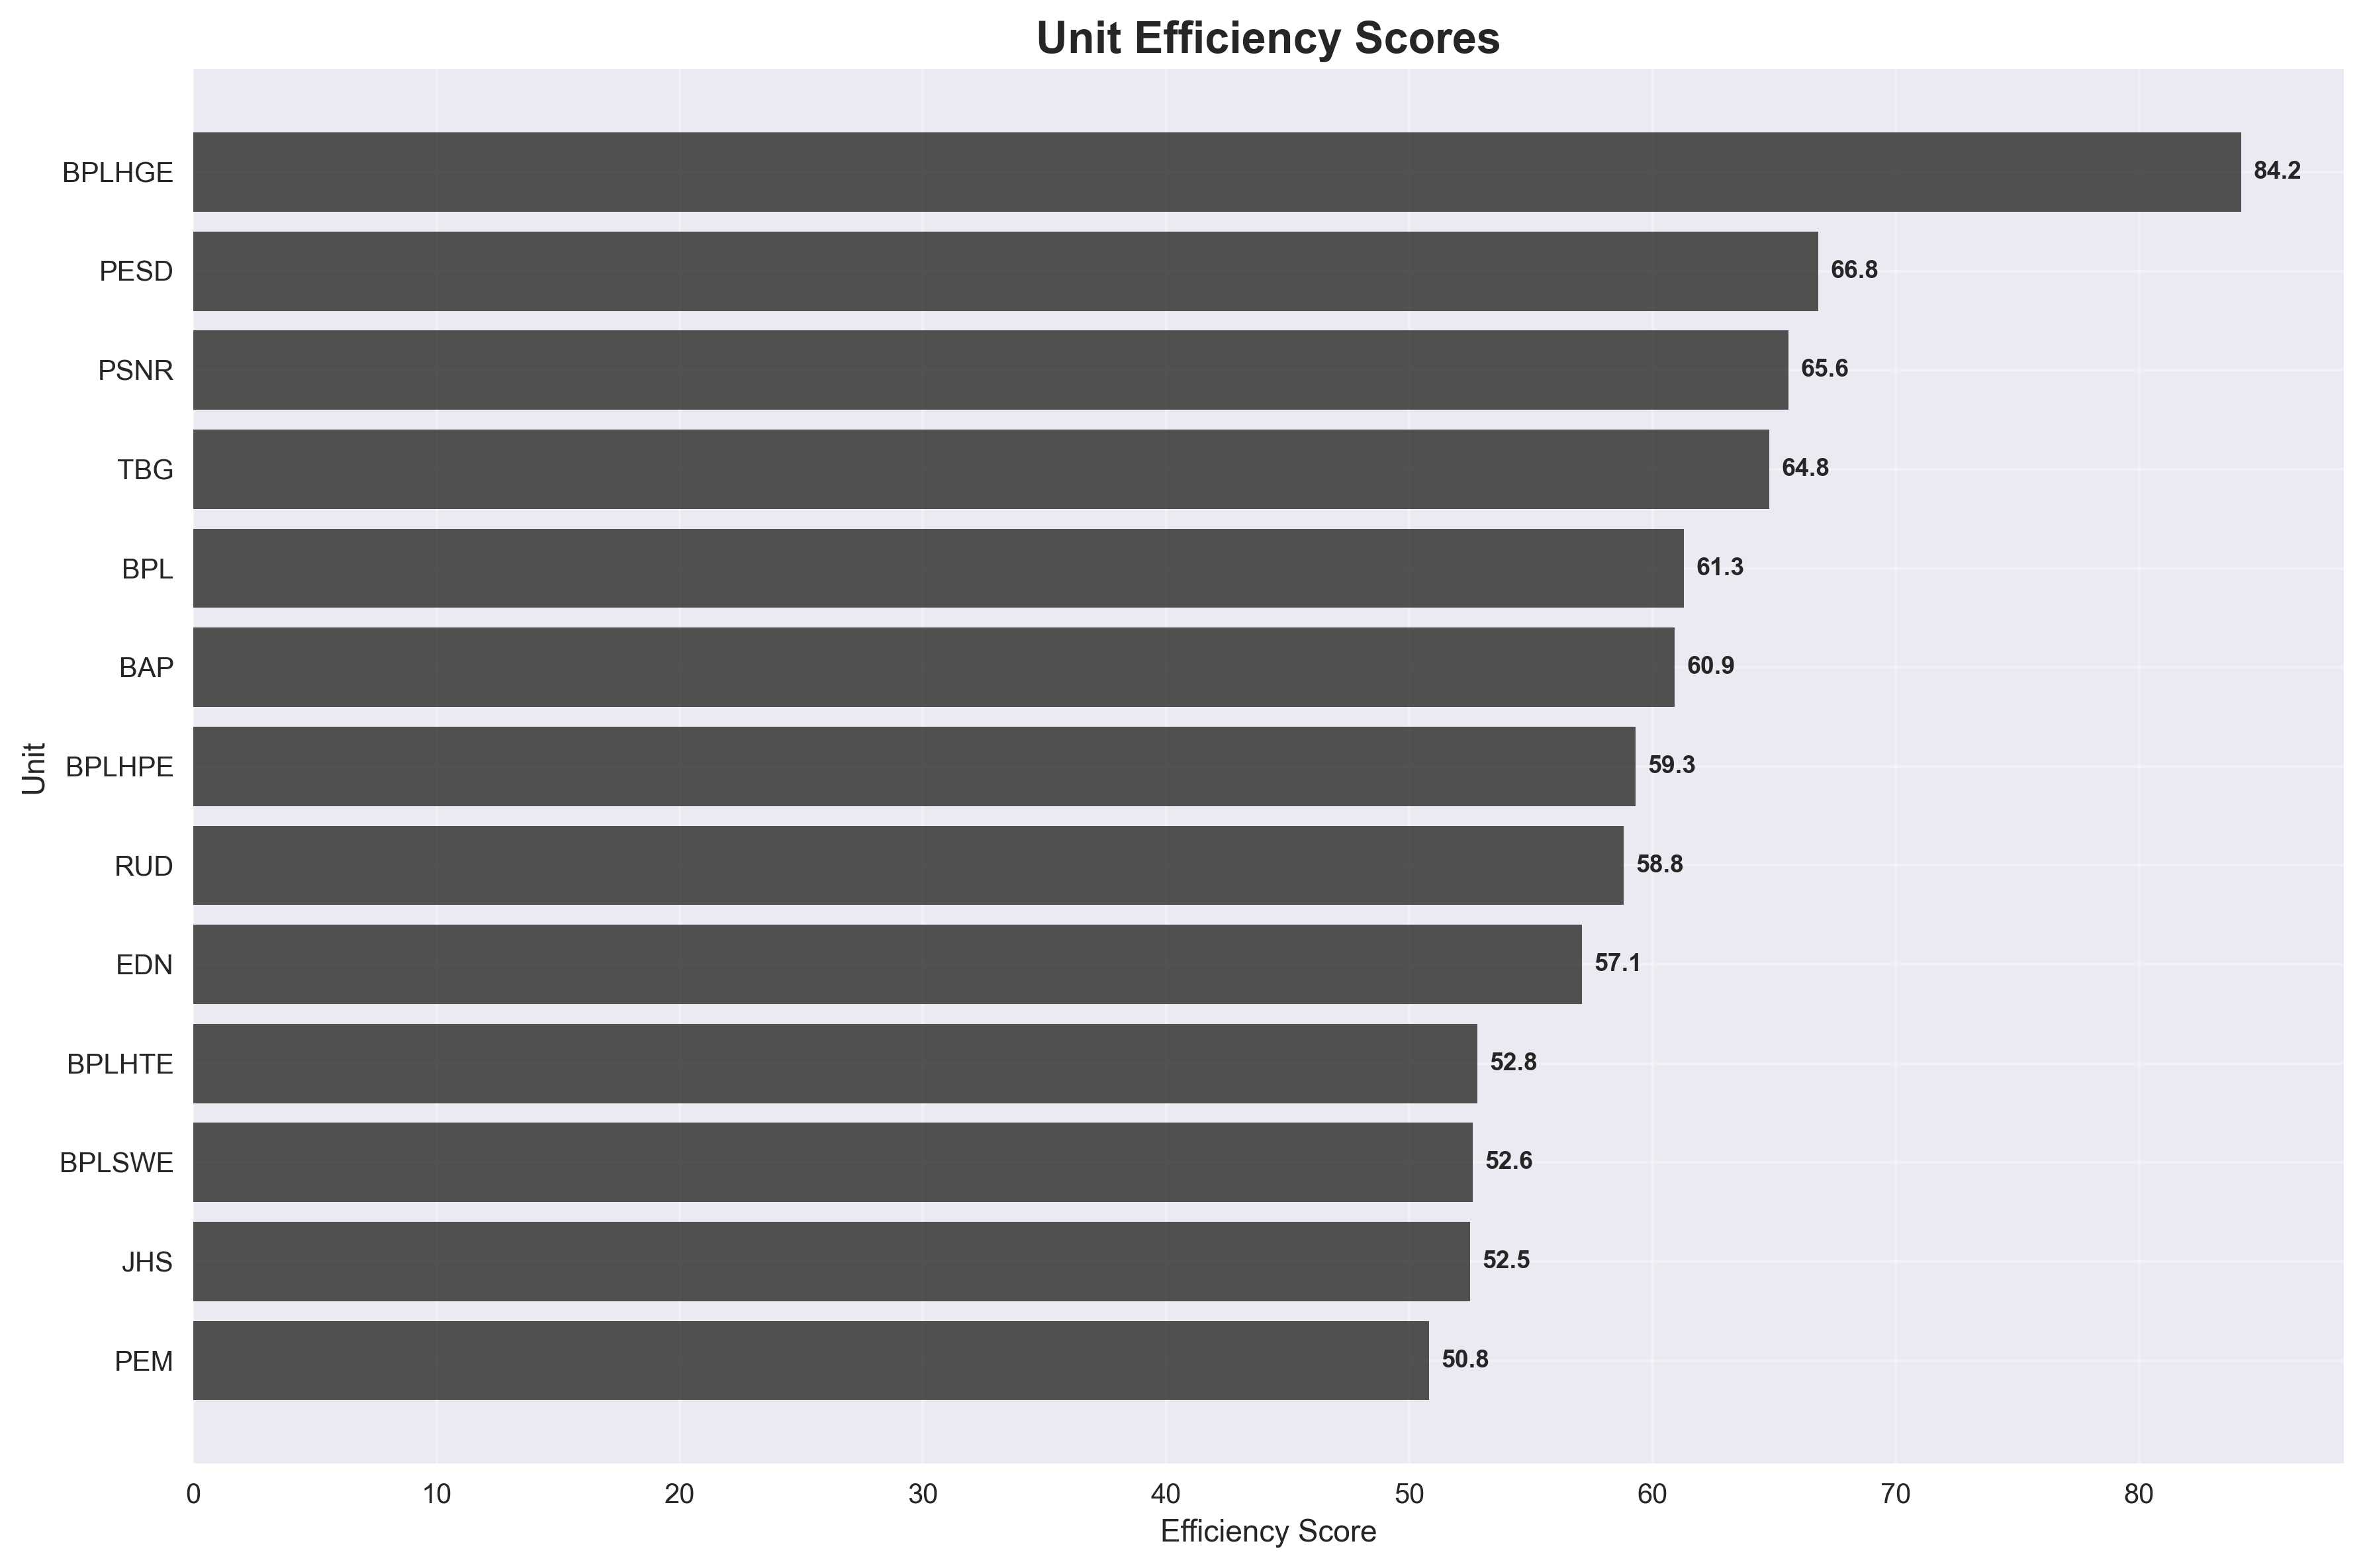 Unit Efficiency Scores
BPLHGE 84.2
PESD 66.8
PSNR 65.6
TBG 64.8
BPL 61.3
BAP 60.9
BPLHPE 59.3
RUD 58.8
EDN 57.1
BPLHTE 52.8
BPLSWE 52.6
JHS 52.5
PEM 50.8
Unit
0 10 20 30 40 50 60 70 80
Efficiency Score